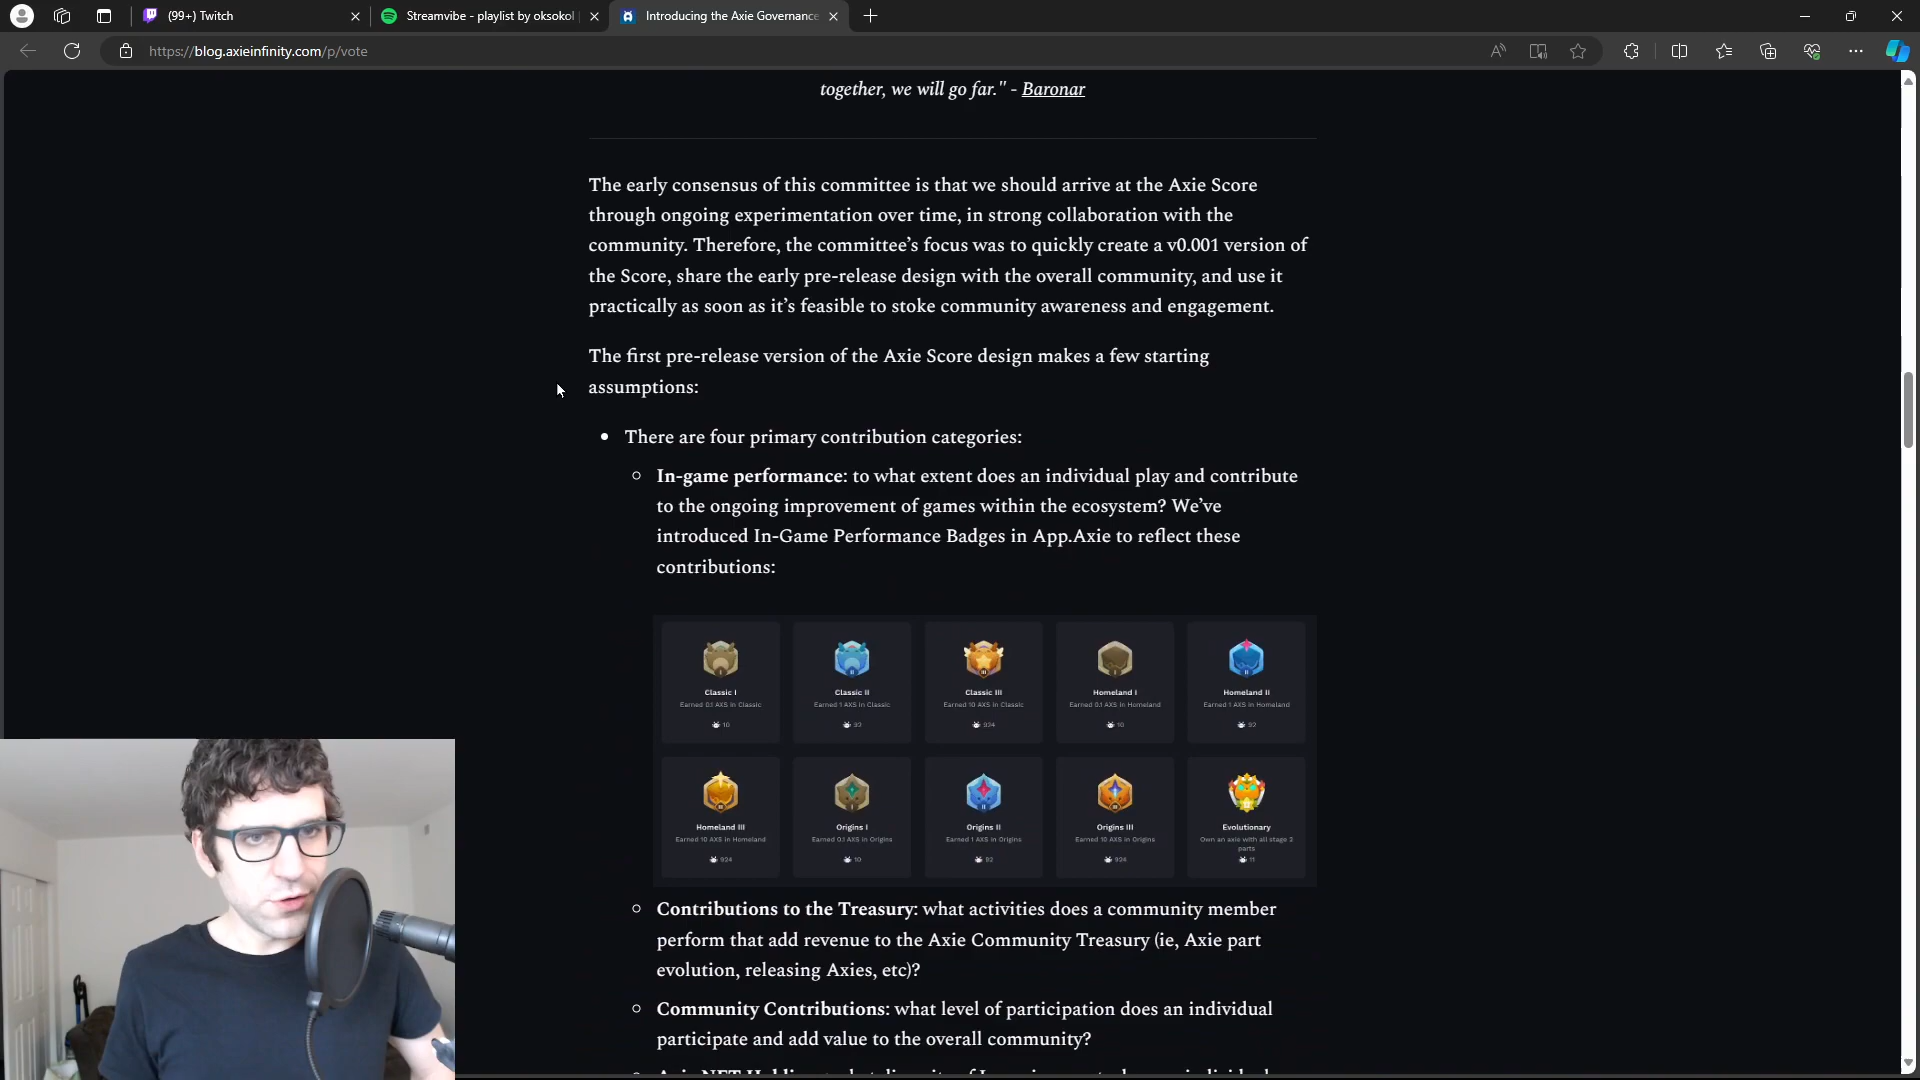 (99+) Twitch
Streamvibe - playlist by oksokol
Introducing the Axie Governance
https://blog.axieinfinity.com/p/vote
together, we will go far." - Baronar
The early consensus of this committee is that we should arrive at the Axie Score
through ongoing experimentation over time, in strong collaboration with the
community. Therefore, the committee’s focus was to quickly create a v0.001 version of
the Score, share the early pre-release design with the overall community, and use it
practically as soon as it’s feasible to stoke community awareness and engagement.
The first pre-release version of the Axie Score design makes a few starting
assumptions:
There are four primary contribution categories:
In-game performance: to what extent does an individual play and contribute
to the ongoing improvement of games within the ecosystem? We’ve
introduced In-Game Performance Badges in App.Axie to reflect these
contributions:
Classic I
Earned 0.1 AXS in Classic
10
Classic II
Earned 1 AXS in Classic
Classic III
Earned 10 AXS in Classic
924
Homeland I
Earned 0.1 AXS in Homeland
10
Homeland II
Earned 1 AXS in Homeland
92
Homeland III
Earned 10 AXS in Homeland
924
Origins I
Earned 0.1 AXS in Origins
10
Origins II
Earned 1 AXS in Origins
92
Origins III
Earned 10 AXS in Origins
924
Evolutionary
Own an axie with all stage 2
parts
11
Contributions to the Treasury: what activities does a community member
perform that add revenue to the Axie Community Treasury (ie, Axie part
evolution, releasing Axies, etc)?
Community Contributions: what level of participation does an individual
participate and add value to the overall community?